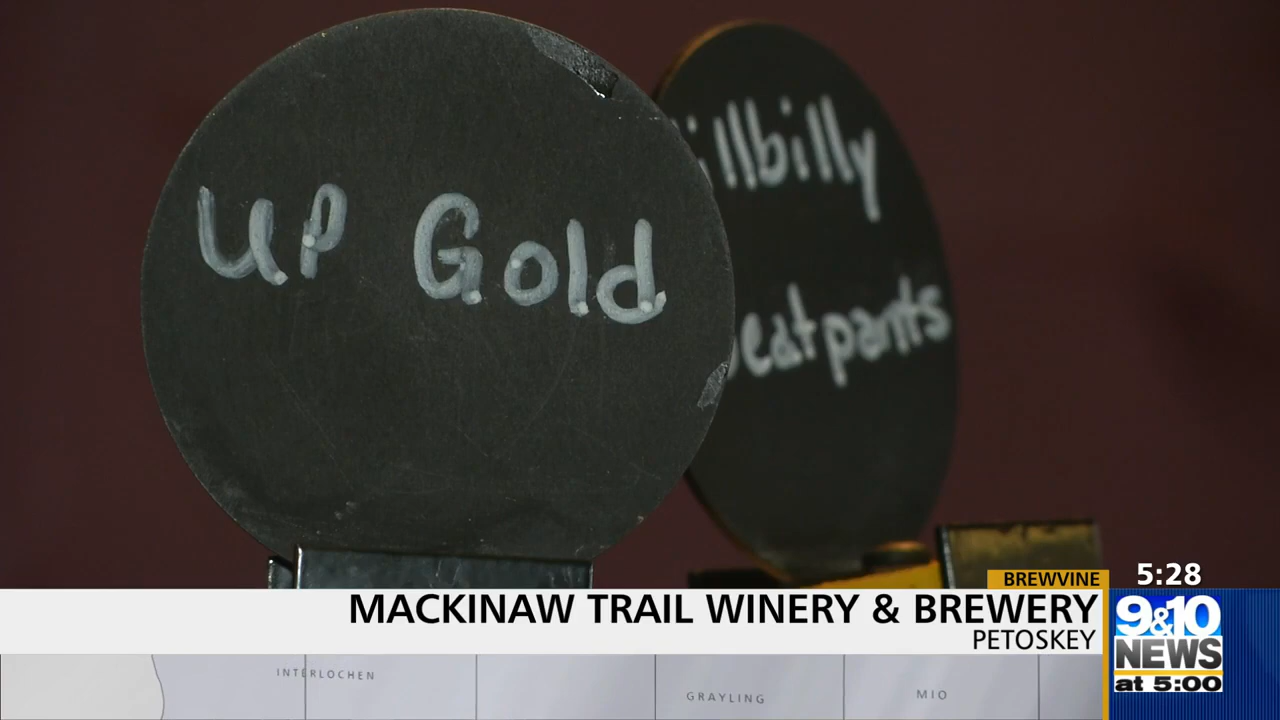 UP Gold
illbilly
eatpants
BREWVINE
5:28
MACKINAW TRAIL WINERY & BREWERY
PETOSKEY
9&10
NEWS
at 5:00
INTERLOCHEN
GRAYLING
MIO